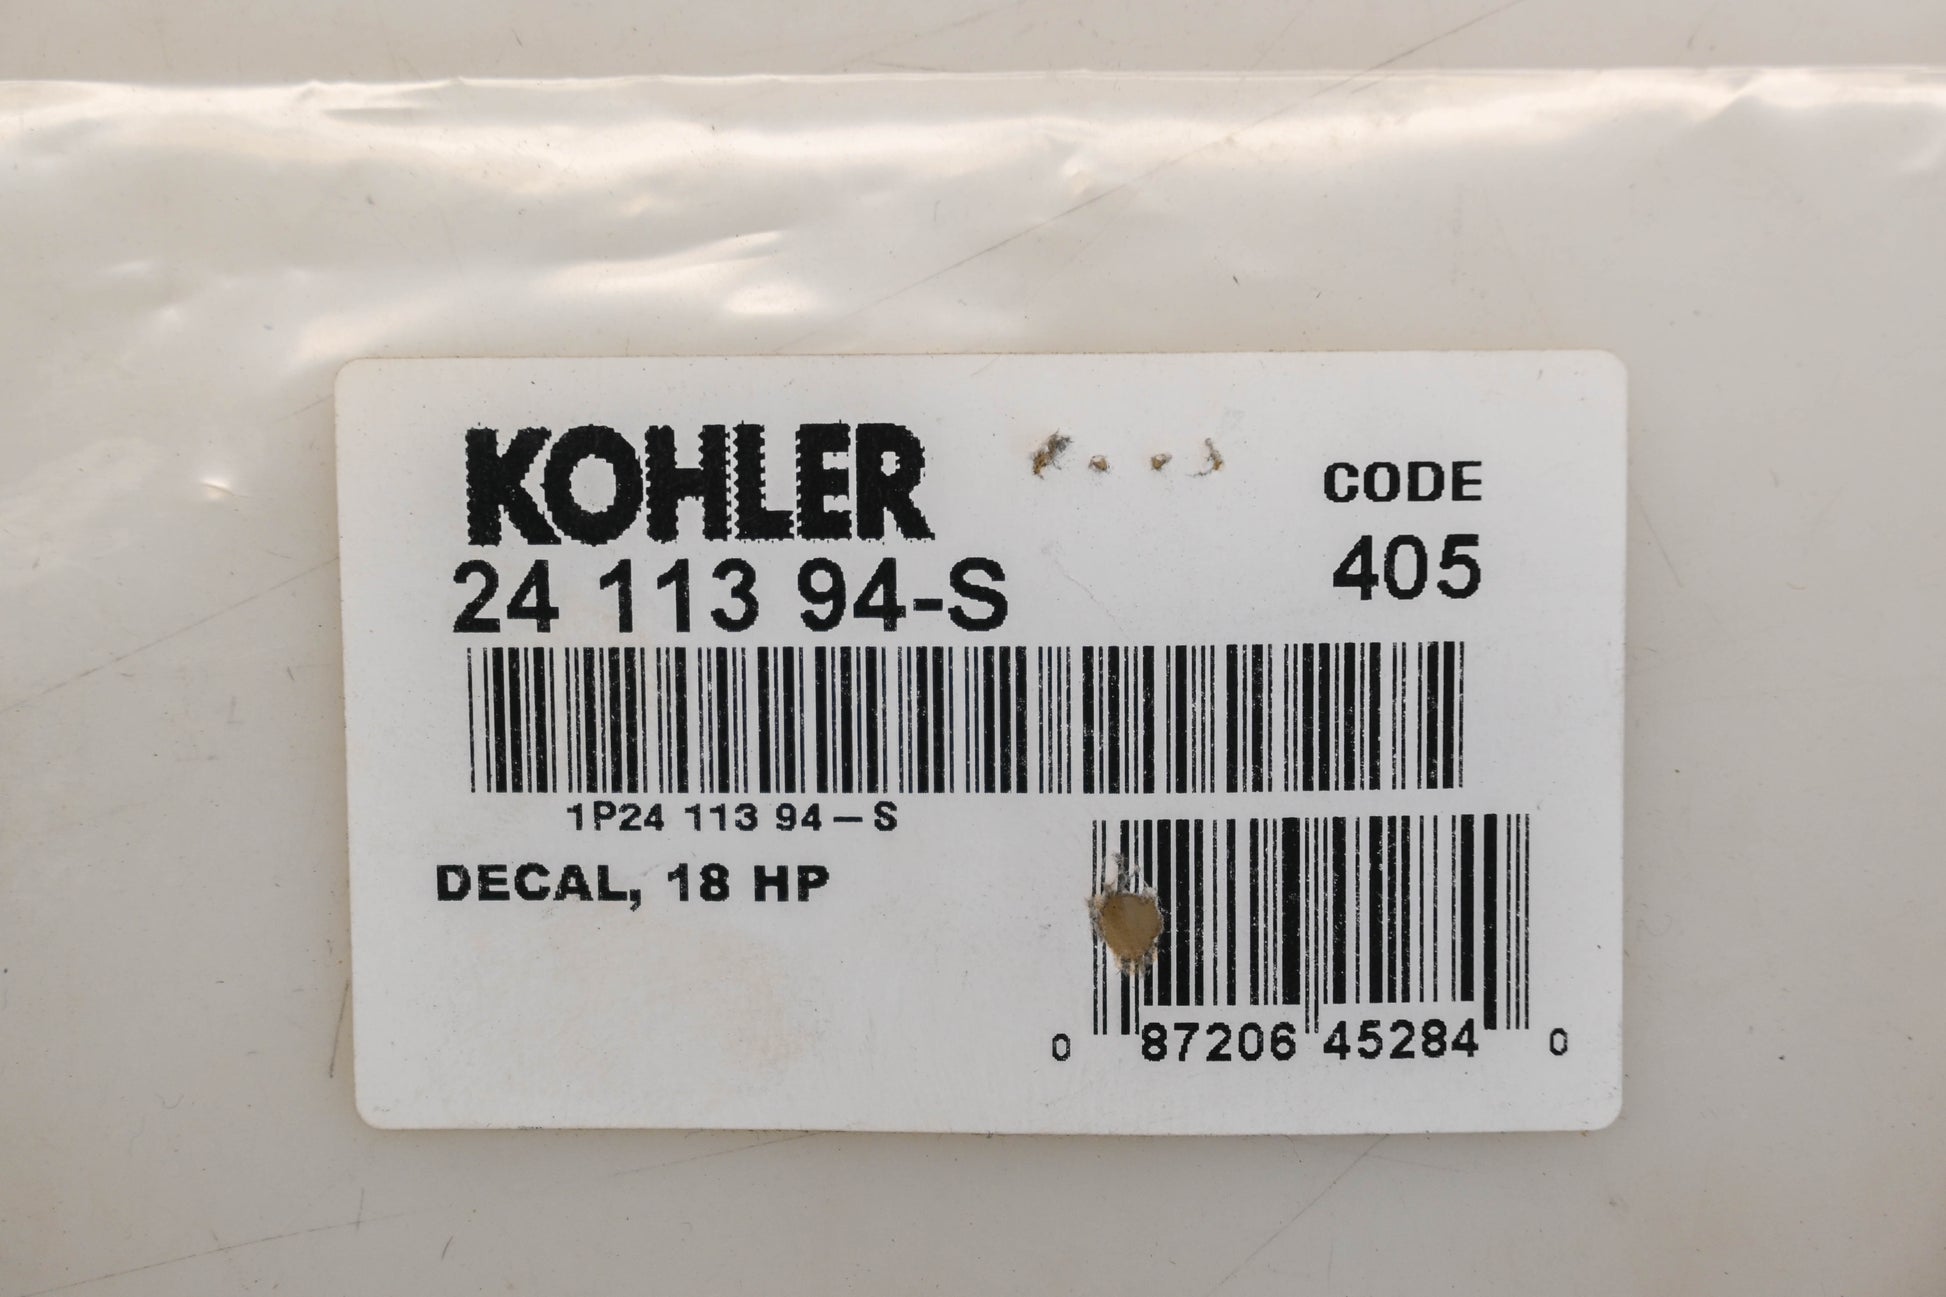 KOHLER
CODE
24 113 94-S
405
1P24 113 94-S
DECAL, 18 HP
0 87206 45284 0